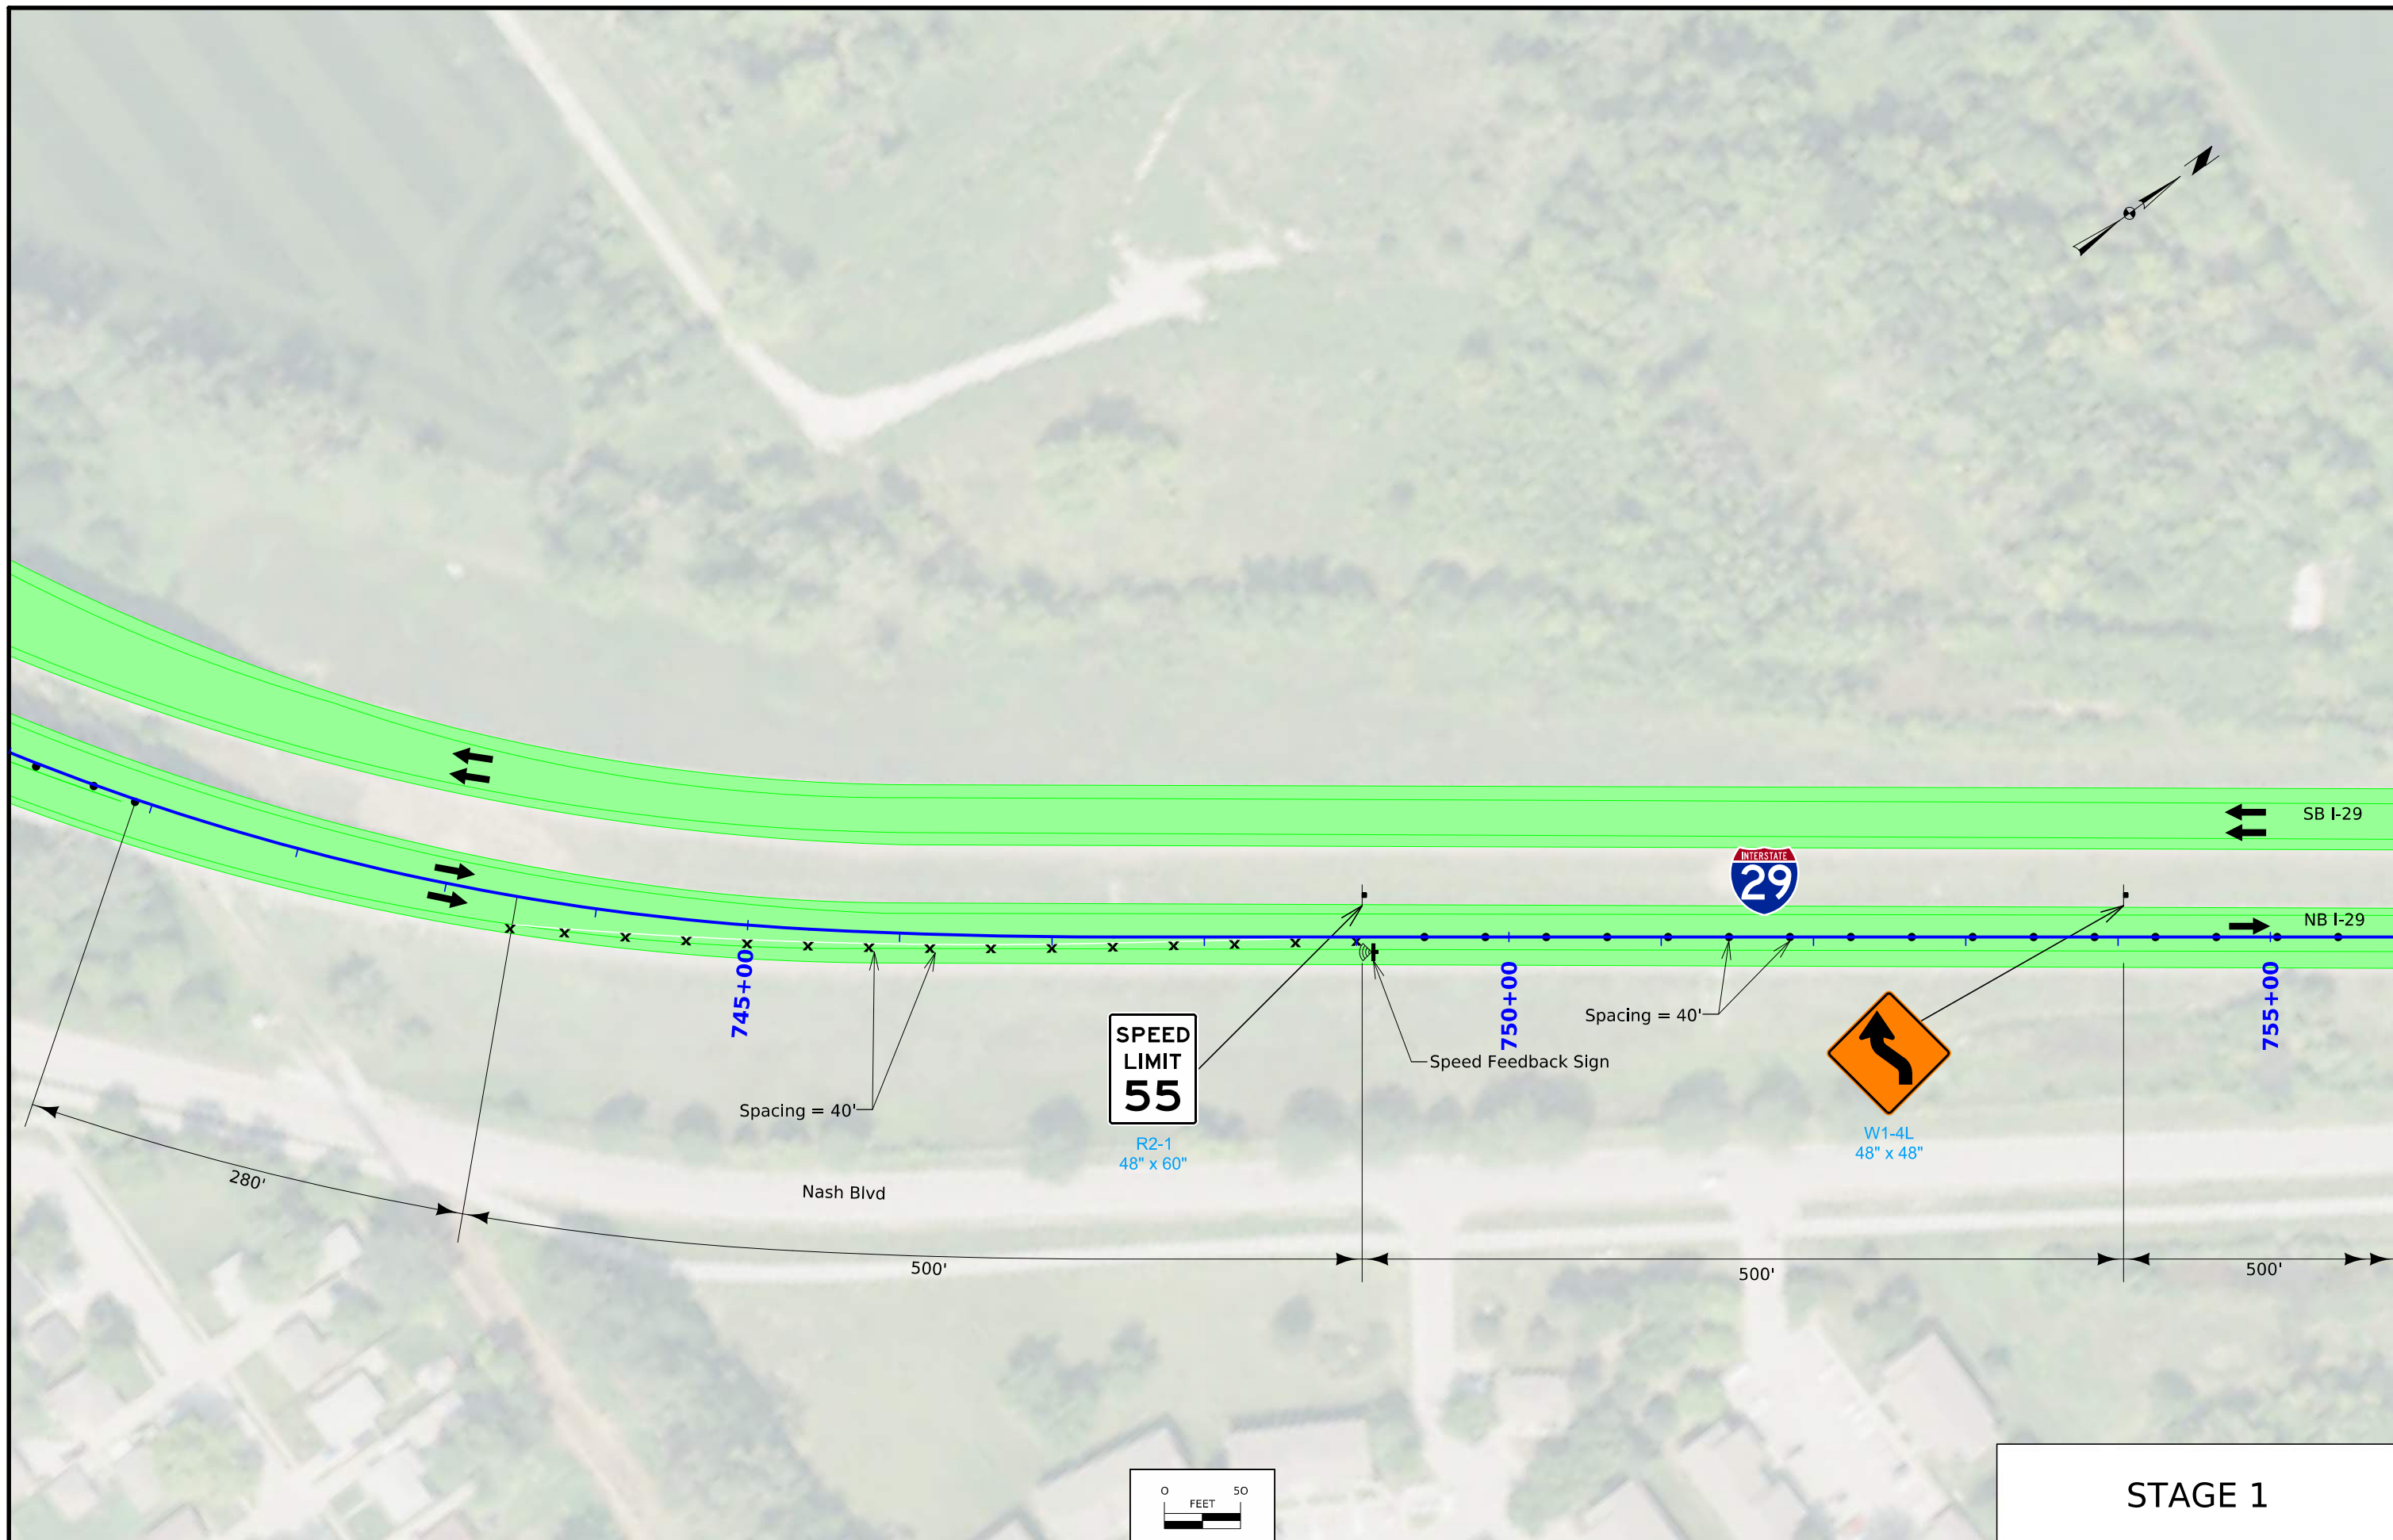 SB I-29
INTERSTATE
29
NB I-29
745+00
750+00
755+00
Spacing = 40'
SPEED
LIMIT
55
R2-1
48" x 60"
Speed Feedback Sign
Spacing = 40'
W1-4L
48" x 48"
280'
Nash Blvd
500'
500'
500'
0 50
FEET
STAGE 1